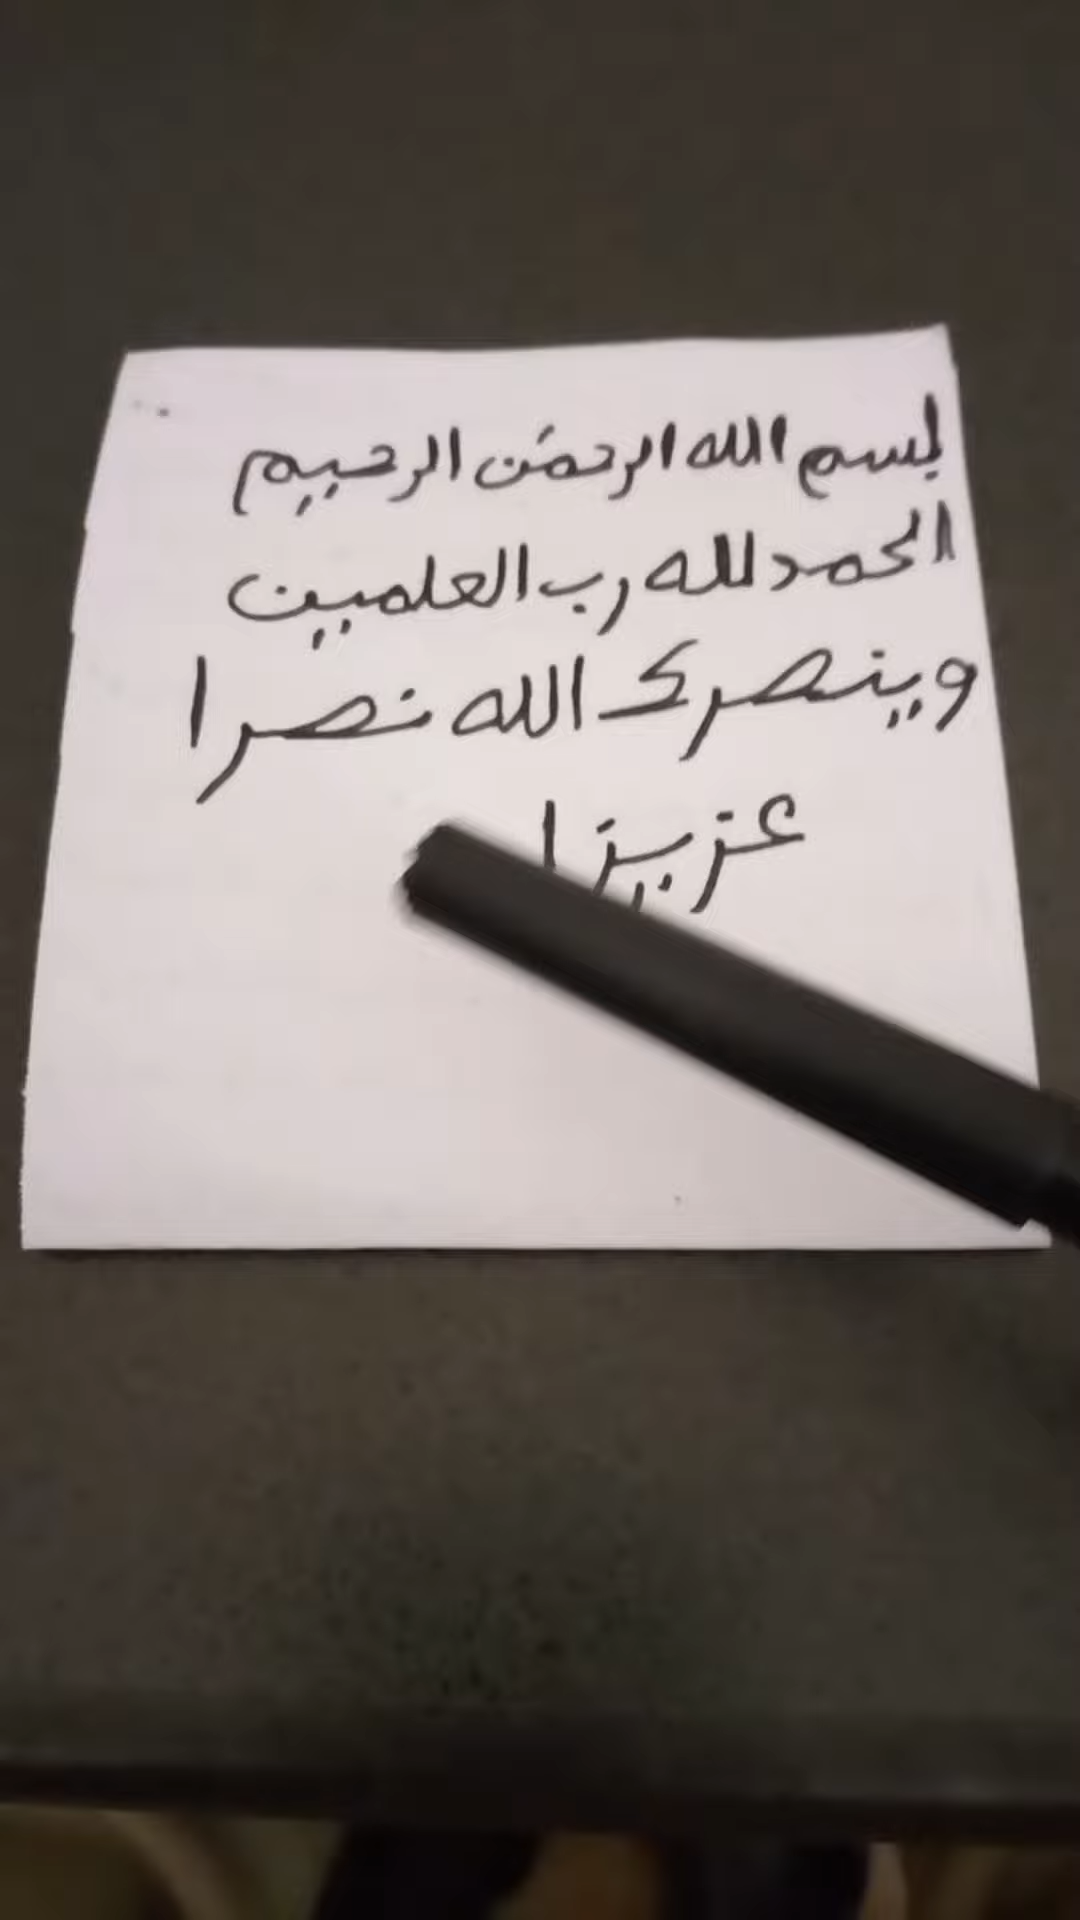 بسم الله الرحمن الرحيم
الحمد لله رب العلمين
وينصرك الله نصرا
عزيزا